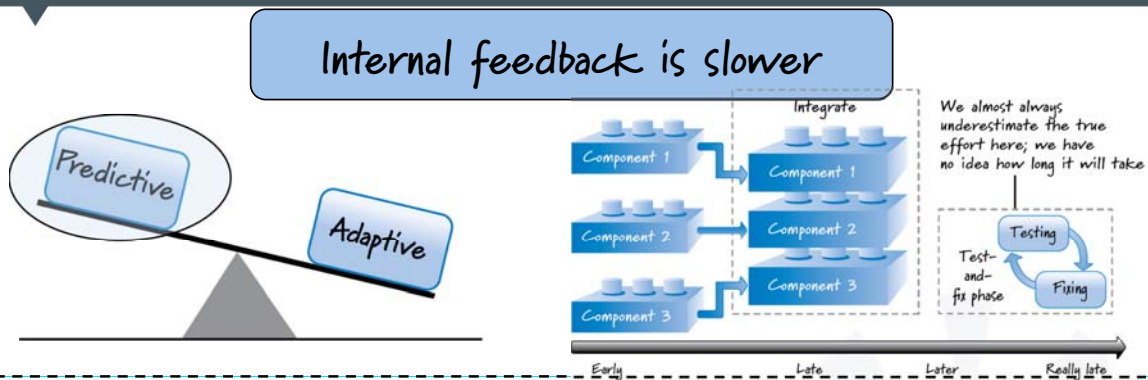 Internal feedback is slower
Predictive
Adaptive
Integrate
Component 1
Component 2
Component 3
Component 1
Component 2
Component 3
We almost always
underestimate the true
effort here; we have
no idea how long it will take
Testing
Test-
and-
fix phase
Fixing
Early
Late
Later
Really late